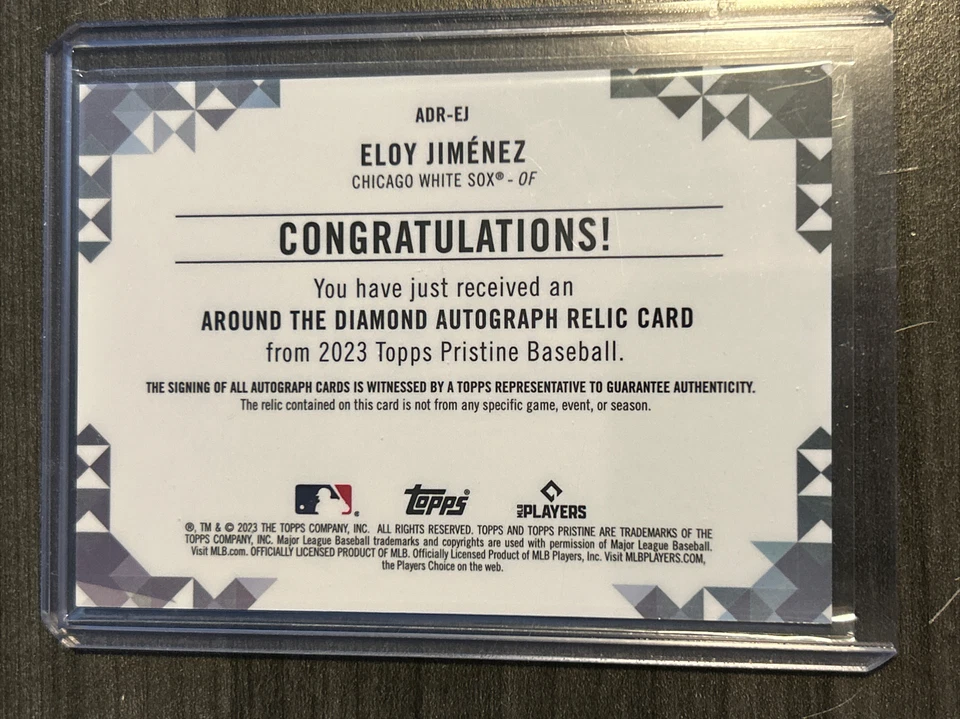 ADR-EJ
ELOY JIMÉNEZ
CHICAGO WHITE SOX® - OF
CONGRATULATIONS!
You have just received an
AROUND THE DIAMOND AUTOGRAPH RELIC CARD
from 2023 Topps Pristine Baseball.
THE SIGNING OF ALL AUTOGRAPH CARDS IS WITNESSED BY A TOPPS REPRESENTATIVE TO GUARANTEE AUTHENTICITY.
The relic contained on this card is not from any specific game, event, or season.
Topps® MLB PLAYERS
®, TM & © 2023 THE TOPPS COMPANY, INC. ALL RIGHTS RESERVED. TOPPS AND TOPPS PRISTINE ARE TRADEMARKS OF THE
TOPPS COMPANY, INC. Major League Baseball trademarks and copyrights are used with permission of Major League Baseball.
Visit MLB.com. OFFICIALLY LICENSED PRODUCT OF MLB. Officially Licensed Product of MLB Players, Inc. Visit MLBPLAYERS.COM,
the Players Choice on the web.